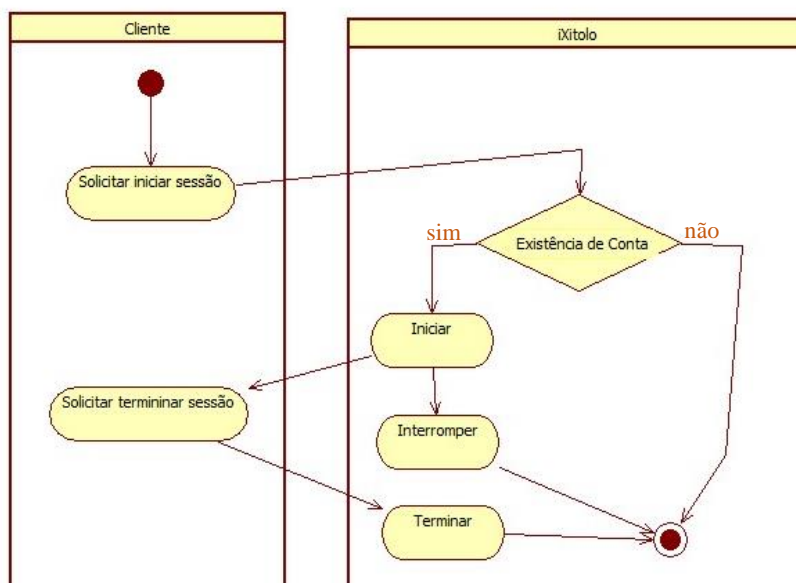 Cliente
iXitolo
Solicitar iniciar sessão
sim
Existência de Conta
não
Iniciar
Solicitar termininar sessão
Interromper
Terminar